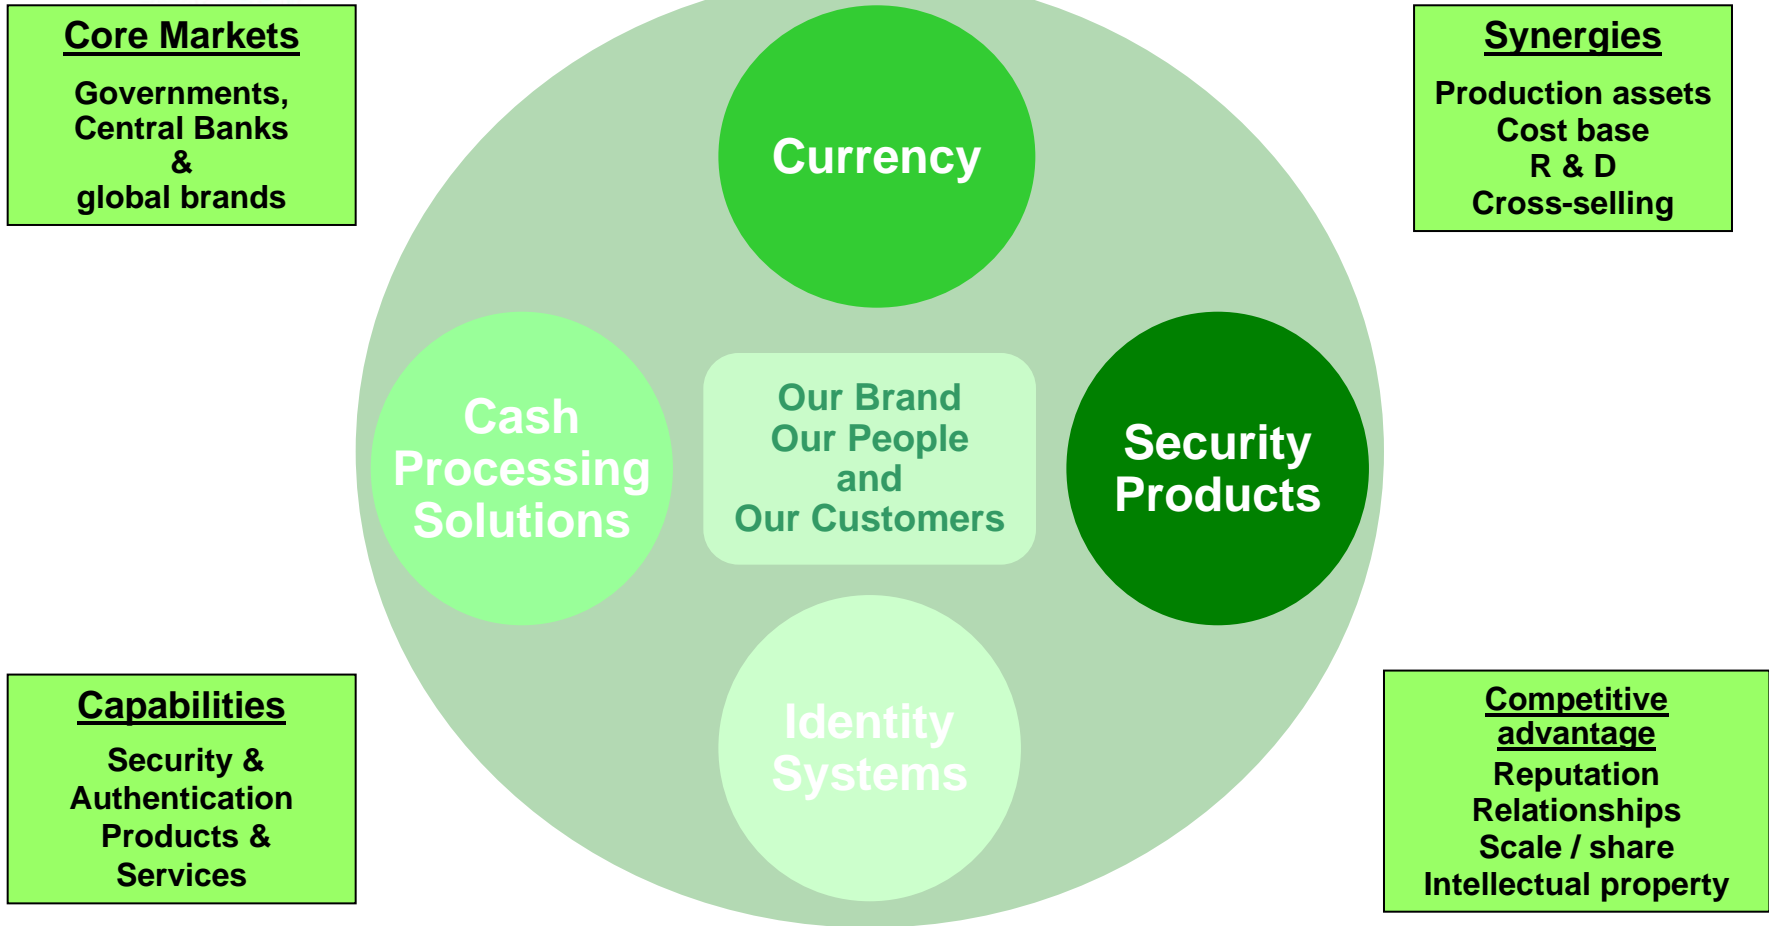 Core Markets
Governments,
Central Banks
&
global brands
Currency
Synergies
Production assets
Cost base
R & D
Cross-selling
Cash
Processing
Solutions
Our Brand
Our People
and
Our Customers
Security
Products
Capabilities
Security &
Authentication
Products &
Services
Identity
Systems
Competitive
advantage
Reputation
Relationships
Scale / share
Intellectual property